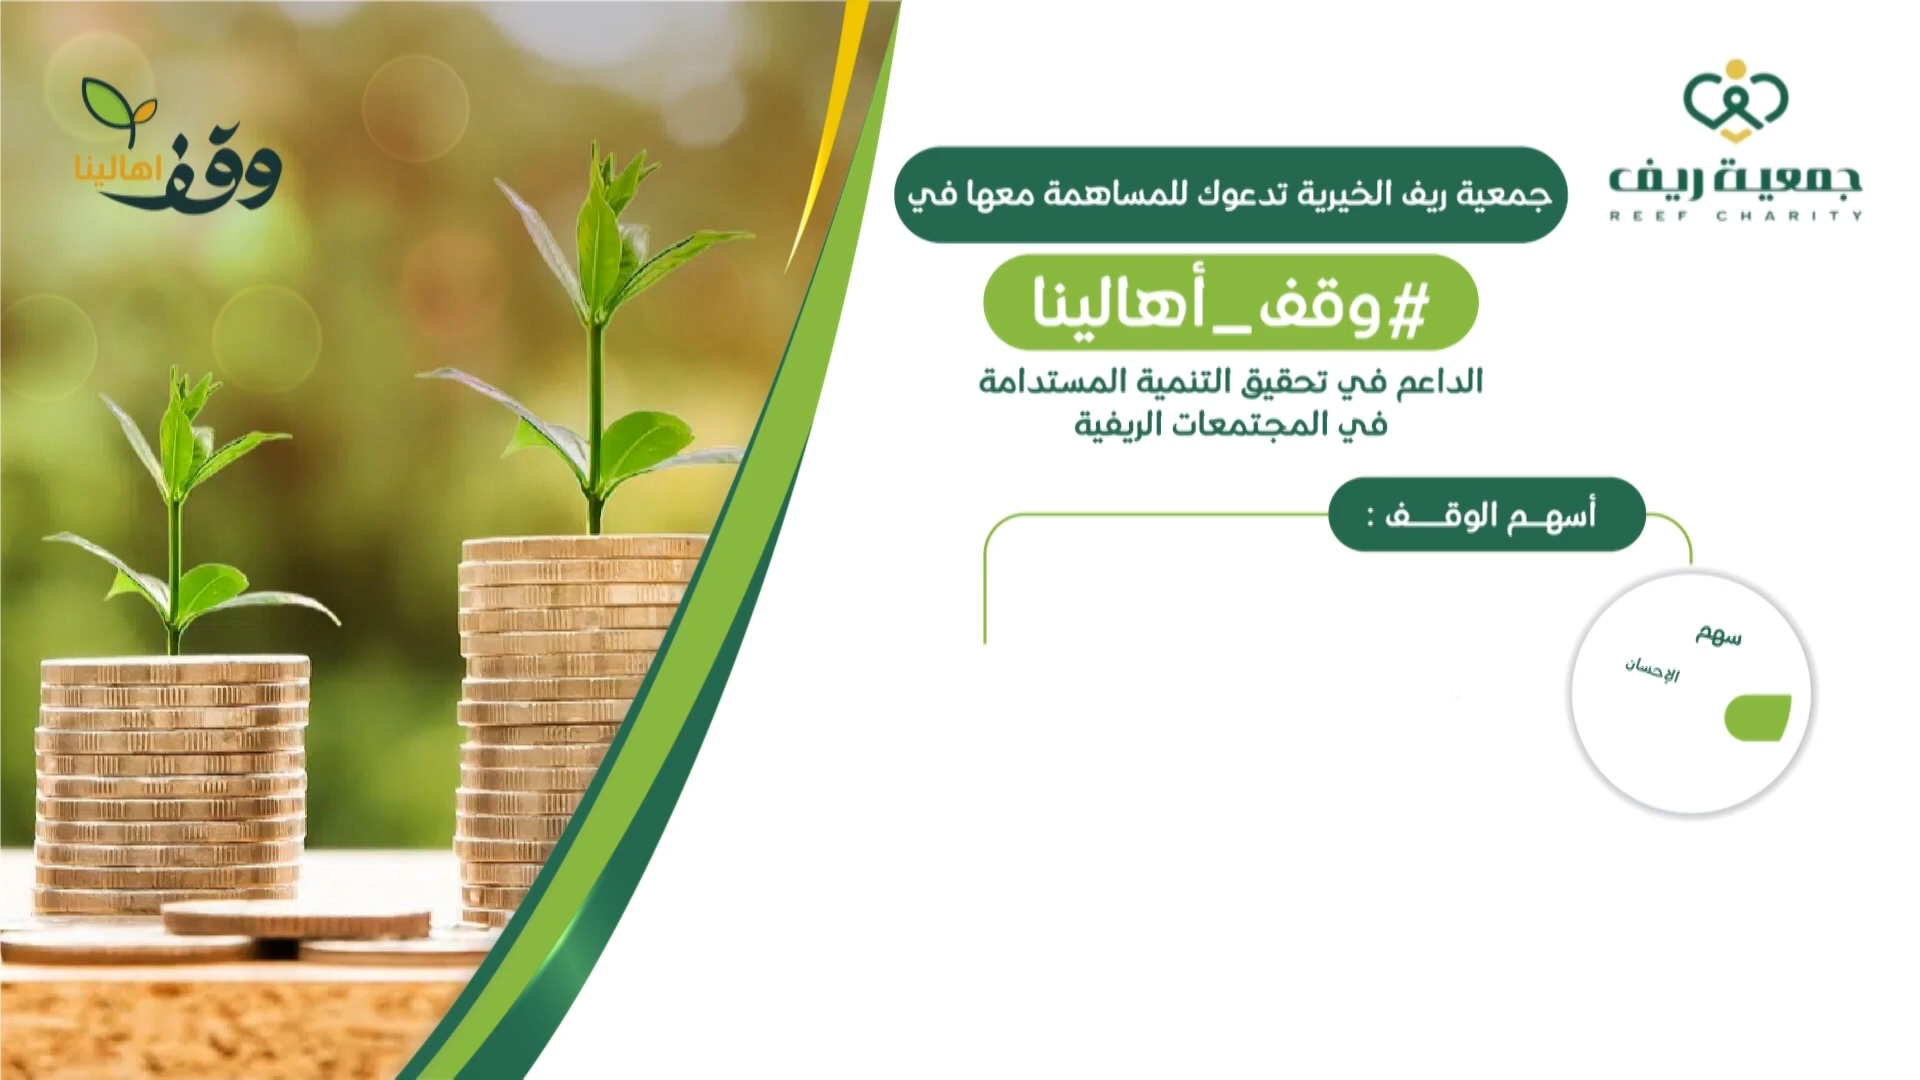 جمعية ريف
REEF CHARITY
وقف
اهالينا
جمعية ريف الخيرية تدعوك للمساهمة معها في
#وقف_أهالينا
الداعم في تحقيق التنمية المستدامة
في المجتمعات الريفية
أسهـم الوقـــف :
سهم
الإحسان